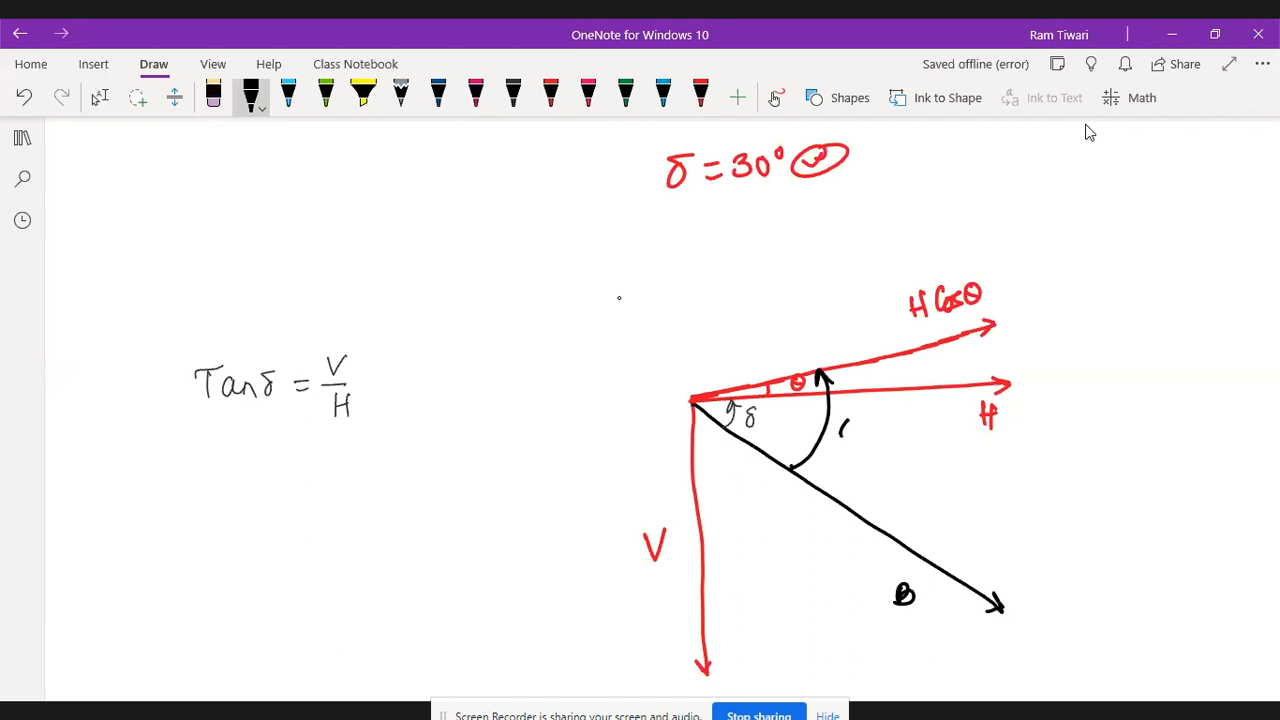 OneNote for Windows 10
Ram Tiwari
Home Insert Draw View Help Class Notebook
Saved offline (error) Share
Shapes Ink to Shape Ink to Text Math
δ = 30°
H Cosθ
θ
Tanδ = V/H
δ
H
V
B
Screen Recorder is sharing your screen and audio. Stop sharing Hide